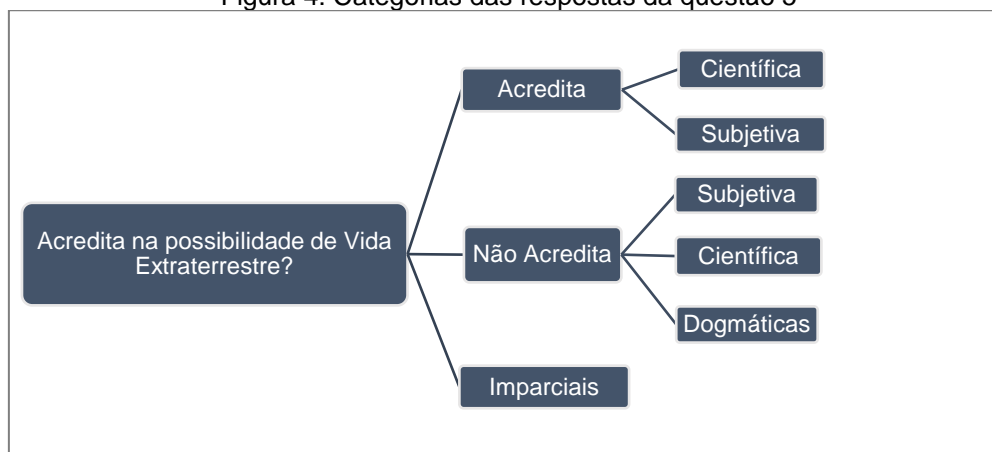 Figura 4: Categorias das respostas da questão
Acredita na possibilidade de Vida
Extraterrestre?
Acredita
Científica
Subjetiva
Não Acredita
Subjetiva
Científica
Dogmáticas
Imparciais